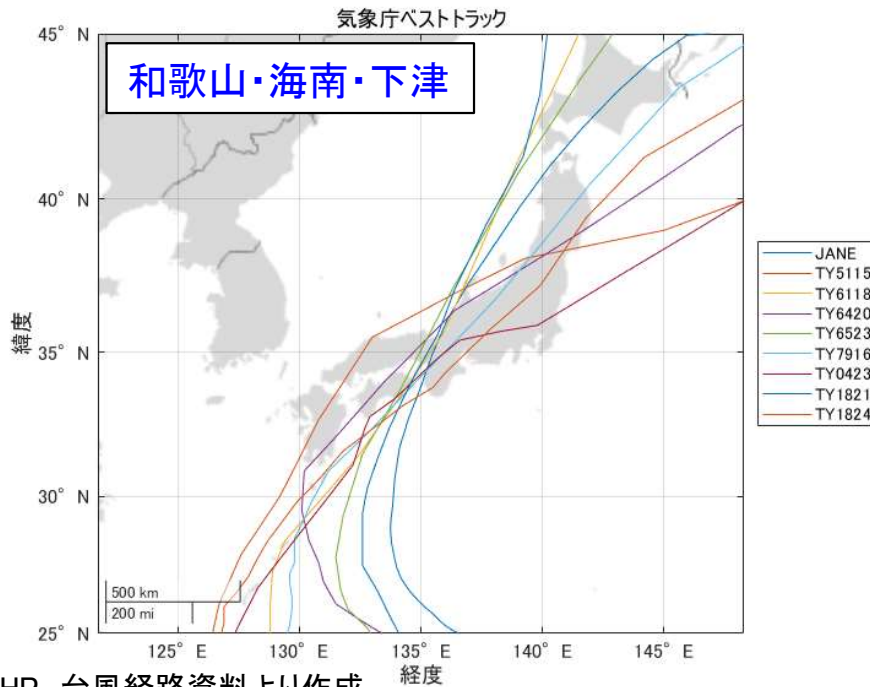 気象庁ベストトラック
和歌山・海南・下津
45° N
40° N
35° N
30° N
25° N
緯度
500 km
200 mi
125° E
130° E
135° E
140° E
145° E
経度
JANE
TY5115
TY6118
TY6420
TY6523
TY7916
TY0423
TY1821
TY1824
HP 台風経路資料より作成